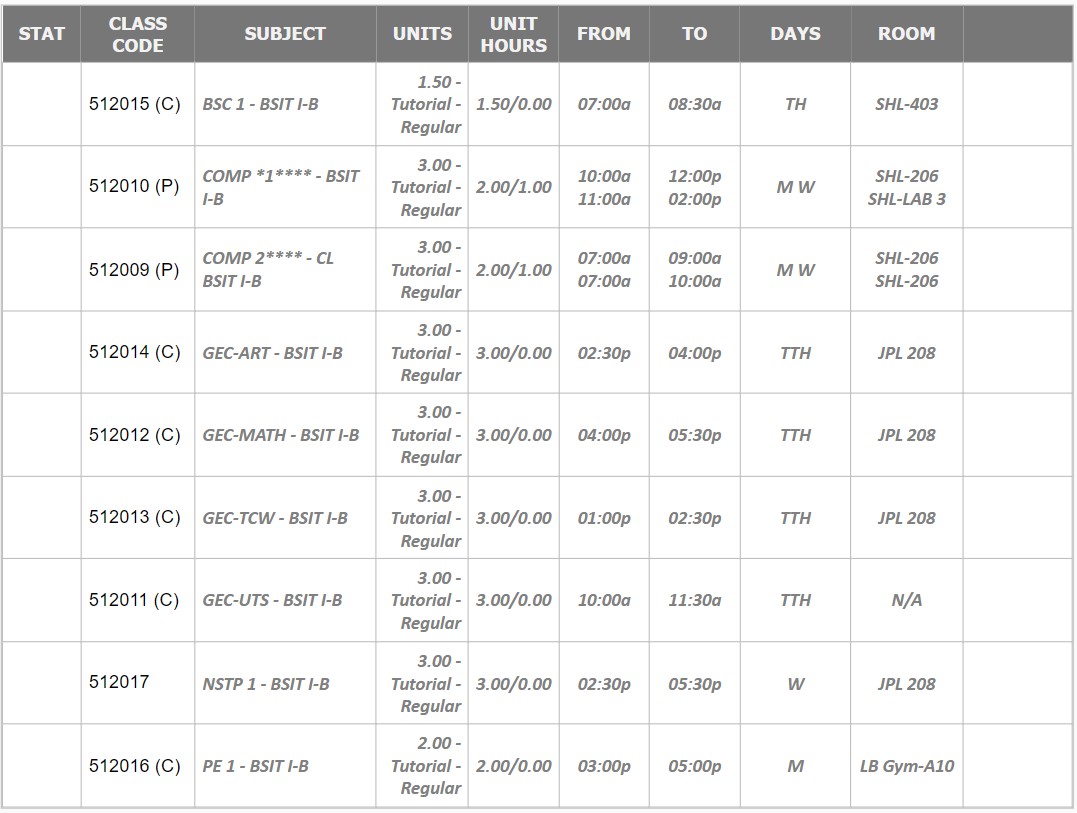 STAT CLASS CODE SUBJECT UNITS UNIT HOURS FROM TO DAYS ROOM
512015 (C) BSC 1 - BSIT I-B 1.50 - Tutorial - Regular 1.50/0.00 07:00a 08:30a TH SHL-403
512010 (P) COMP *1**** - BSIT I-B 3.00 - Tutorial - Regular 2.00/1.00 10:00a 11:00a 12:00p 02:00p M W SHL-206 SHL-LAB 3
512009 (P) COMP 2**** - CL BSIT I-B 3.00 - Tutorial - Regular 2.00/1.00 07:00a 07:00a 09:00a 10:00a M W SHL-206 SHL-206
512014 (C) GEC-ART - BSIT I-B 3.00 - Tutorial - Regular 3.00/0.00 02:30p 04:00p TTH JPL 208
512012 (C) GEC-MATH - BSIT I-B 3.00 - Tutorial - Regular 3.00/0.00 04:00p 05:30p TTH JPL 208
512013 (C) GEC-TCW - BSIT I-B 3.00 - Tutorial - Regular 3.00/0.00 01:00p 02:30p TTH JPL 208
512011 (C) GEC-UTS - BSIT I-B 3.00 - Tutorial - Regular 3.00/0.00 10:00a 11:30a TTH N/A
512017 NSTP 1 - BSIT I-B 3.00 - Tutorial - Regular 3.00/0.00 02:30p 05:30p W JPL 208
512016 (C) PE 1 - BSIT I-B 2.00 - Tutorial - Regular 2.00/0.00 03:00p 05:00p M LB Gym-A10